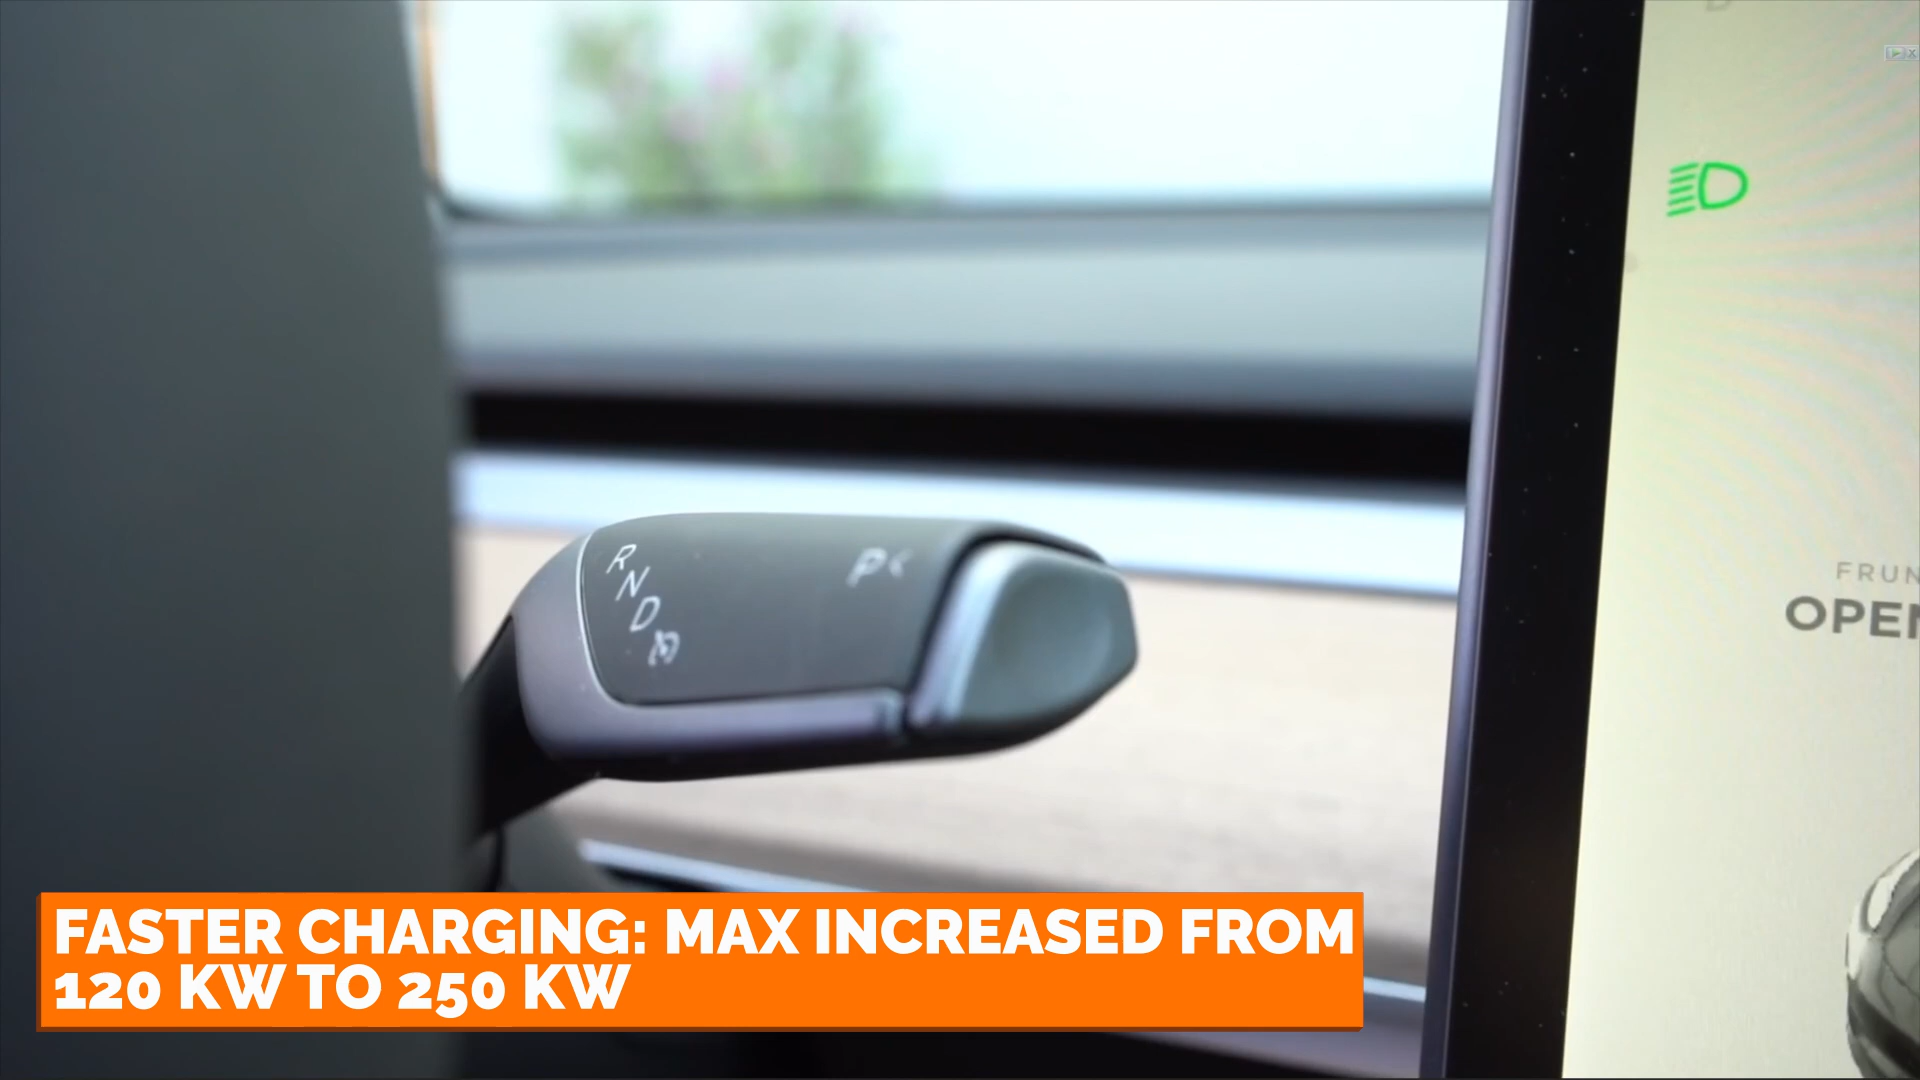 R
N
D
P<
D
FRUN
OPEN
FASTER CHARGING: MAX INCREASED FROM
120 KW TO 250 KW